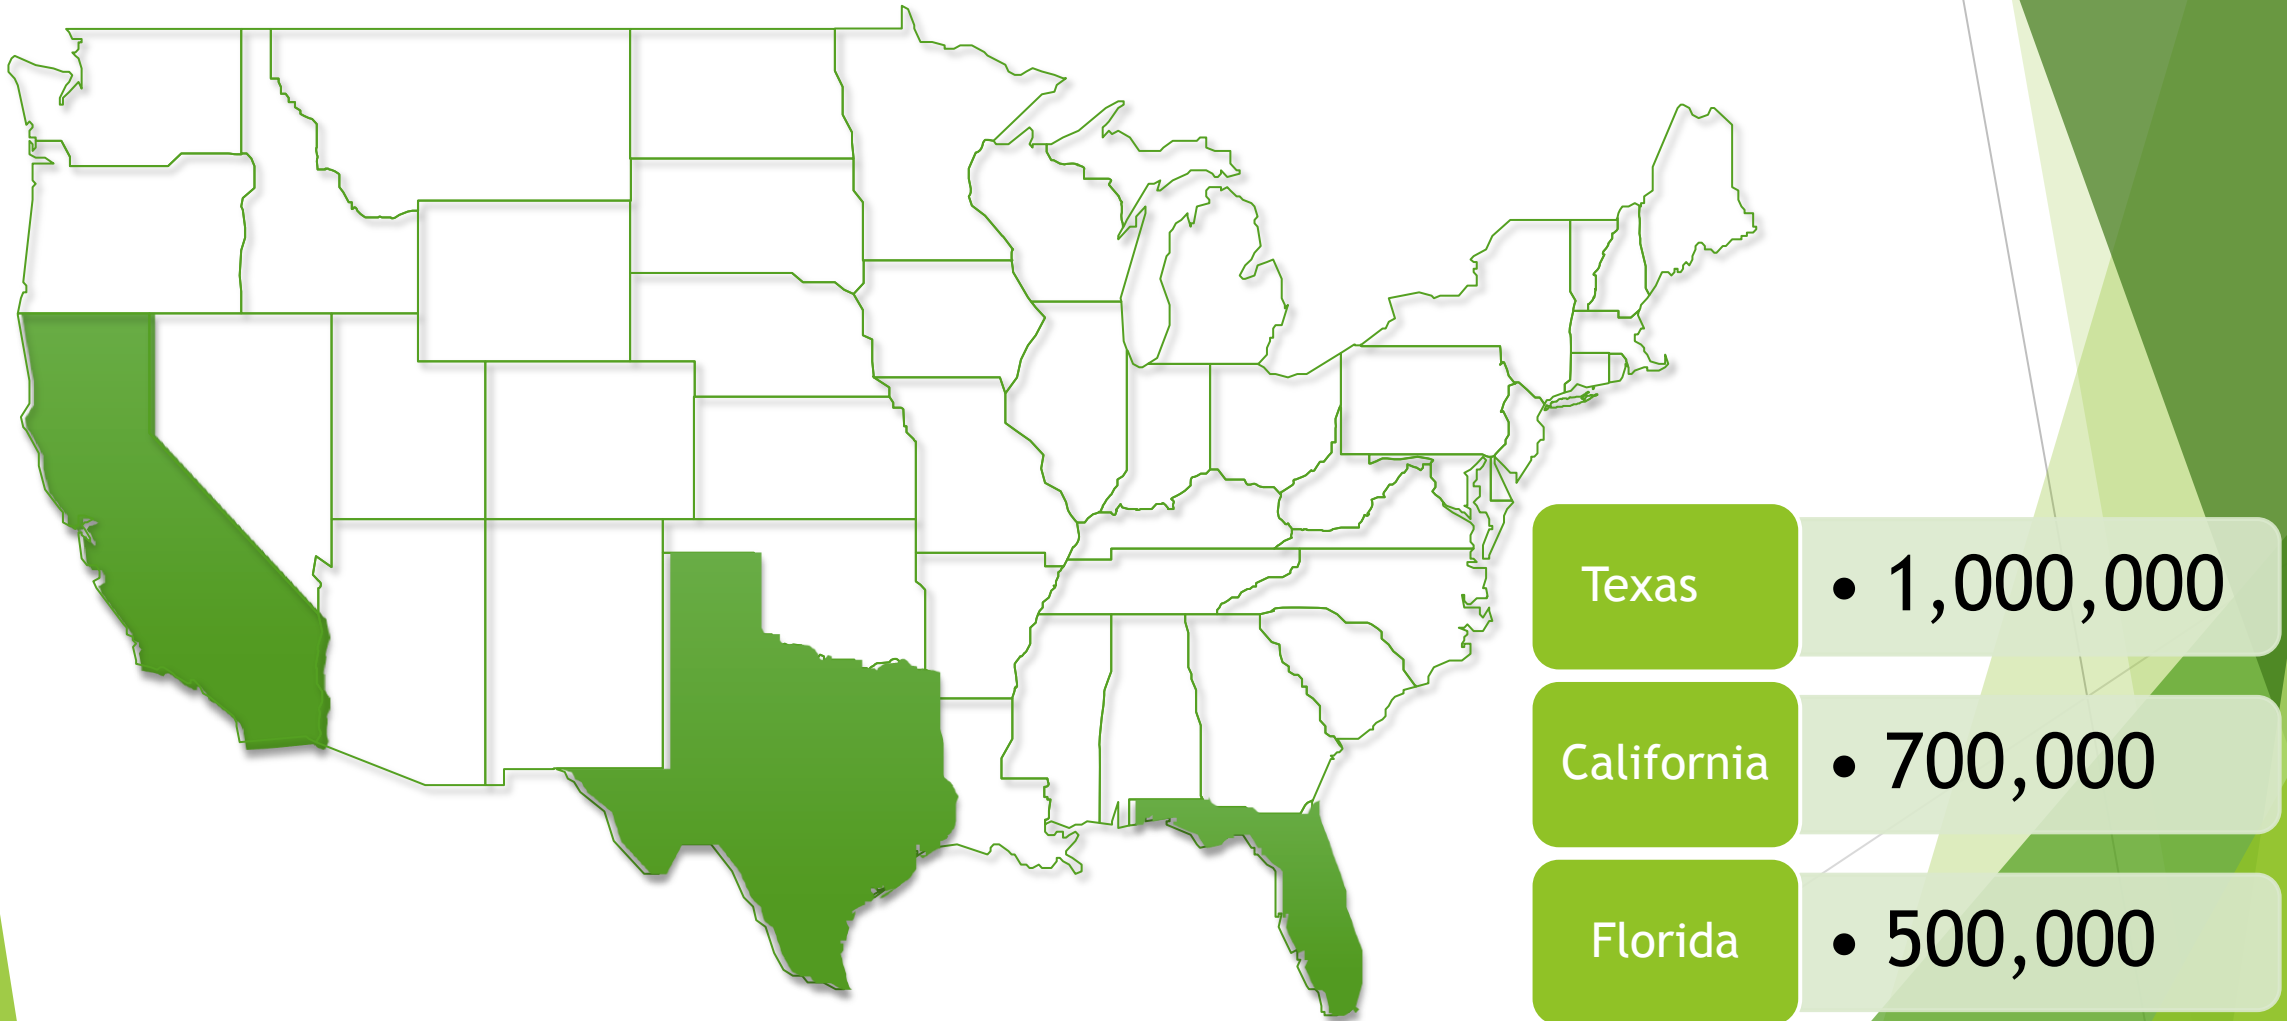 Texas
• 1,000,000
California
• 700,000
Florida
• 500,000